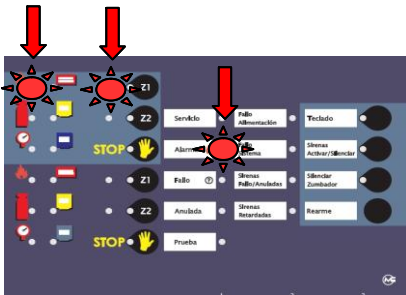 Z1
Z2
Servicio
Fallo
Alimentación
Teclado
STOP
Alarma
Sistema
Sirenas
Activar/Silenciar
Z1
Fallo
Sirenas
Fallo/Anuladas
Silenciar
Zumbador
Z2
Anulada
Sirenas
Retardadas
Rearme
STOP
Prueba